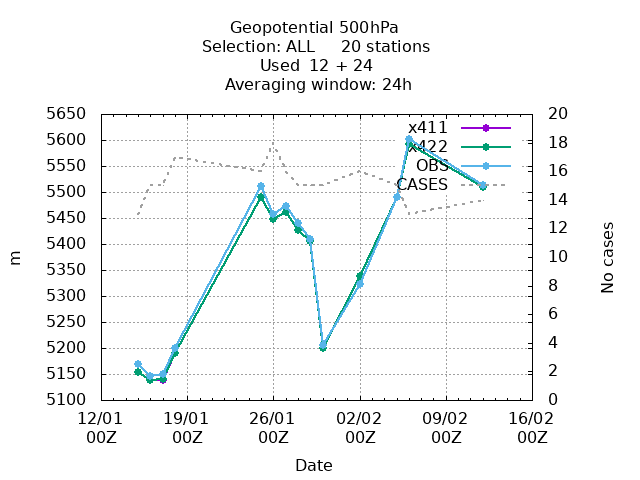 Geopotential 500hPa
Selection: ALL 20 stations
Used 12 + 24
Averaging window: 24h
5650
5600
5550
5500
5450
5400
5350
5300
5250
5200
5150
5100
m
20
18
16
14
12
10
8
6
4
2
0
No cases
x411
x422
OBS
CASES
12/01 19/01 26/01 02/02 09/02 16/02
00Z 00Z 00Z 00Z 00Z 00Z
Date